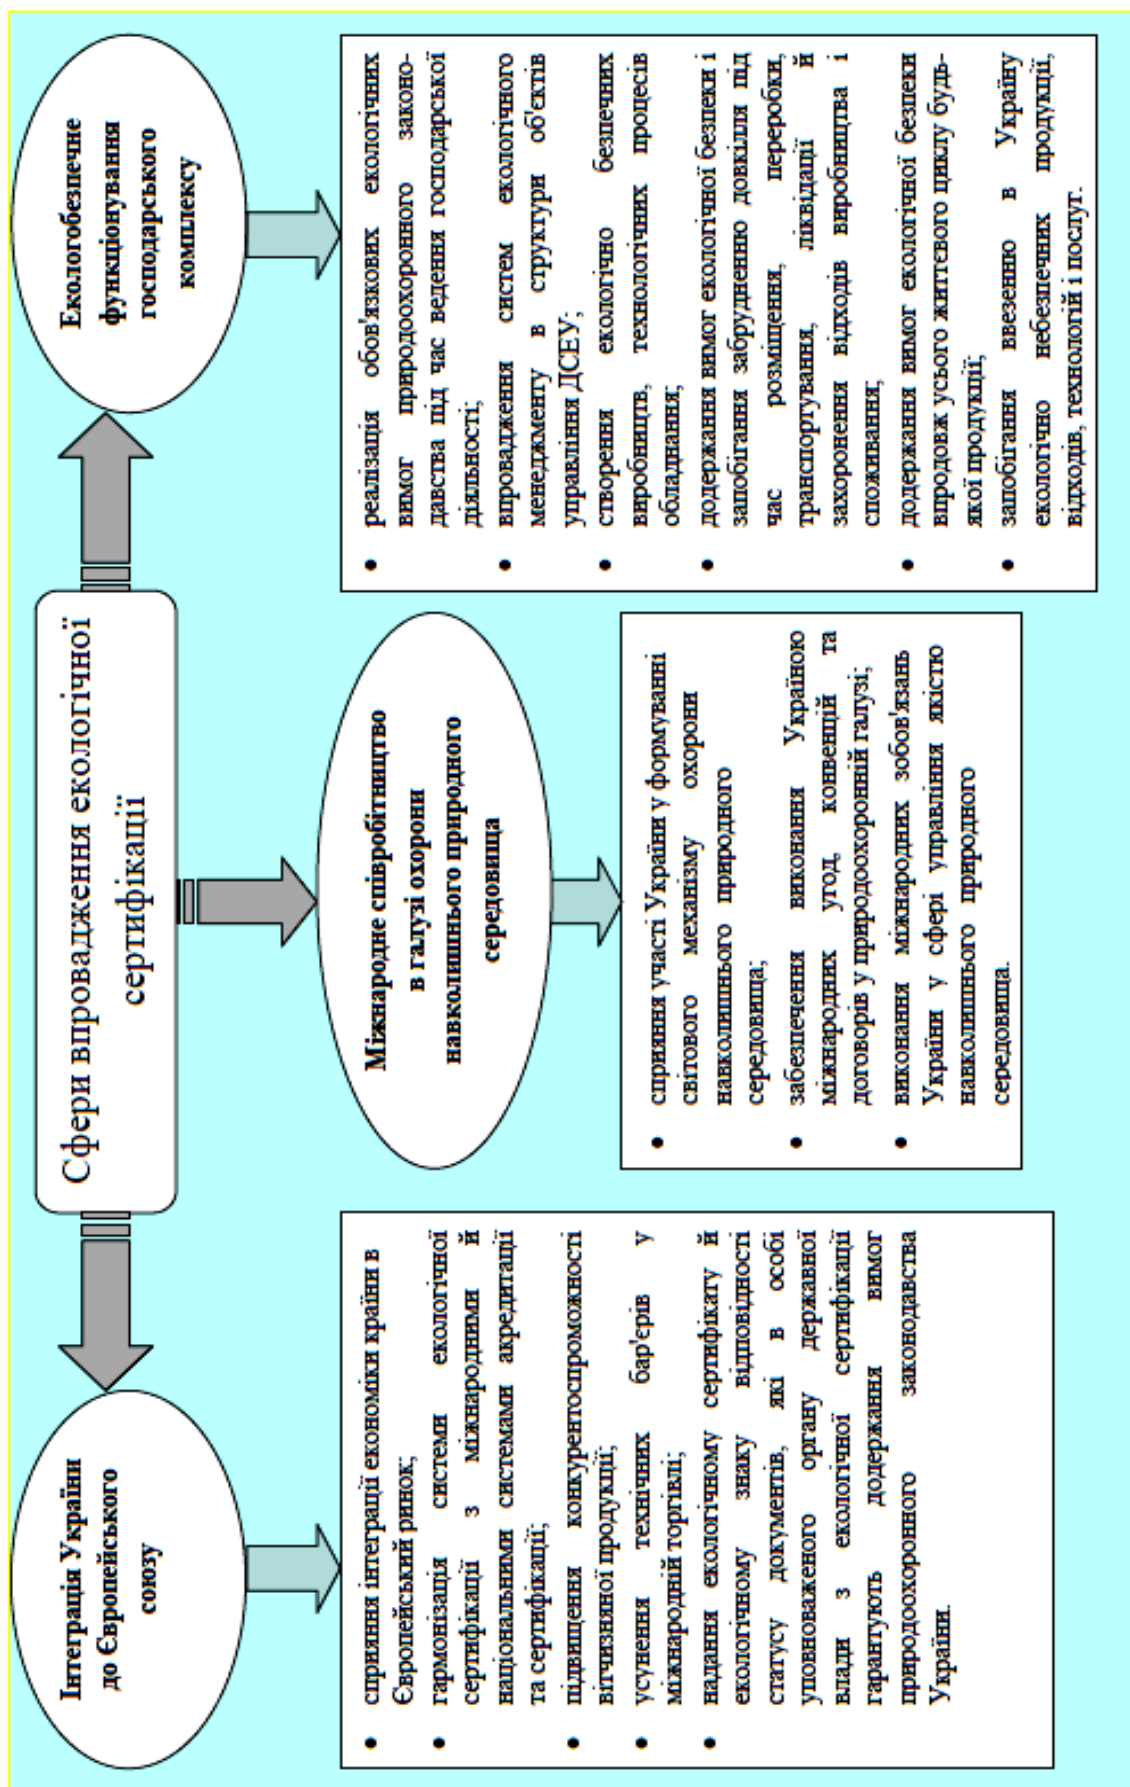 Сфери впровадження екологічної
сертифікації
Інтеграція України
до Європейського
союзу
сприяння інтеграції економіки країни в
Європейський ринок;
гармонізація системи екологічної
сертифікації з міжнародними й
національними системами акредитації
та сертифікації;
підвищення конкурентоспроможності
вітчизняної продукції;
усунення технічних бар'єрів у
міжнародній торгівлі;
надання екологічному сертифікату й
екологічному знаку відповідності
статусу документів, які в особі
уповноваженого органу державної
влади з екологічної сертифікації
гарантують додержання вимог
природоохоронного законодавства
України.
Міжнародне співробітництво
в галузі охорони
навколишнього природного
середовища
сприяння участі України у формуванні
світового механізму охорони
навколишнього природного
середовища;
забезпечення виконання Україною
міжнародних угод, конвенцій та
договорів у природоохоронній галузі;
виконання міжнародних зобов'язань
України у сфері управління якістю
навколишнього природного
середовища.
Екологобезпечне
функціонування
господарського
комплексу
реалізація обов'язкових екологічних
вимог природоохоронного законо-
давства під час ведення господарської
діяльності;
впровадження систем екологічного
менеджменту в структури об'єктів
управління ДСЕУ;
створення екологічно безпечних
виробництв, технологічних процесів
обладнання;
додержання вимог екологічної безпеки і
запобігання забрудненню довкілля під
час розміщення, переробки,
транспортування, ліквідації й
захоронення відходів виробництва і
споживання;
додержання вимог екологічної безпеки
впродовж усього життєвого циклу будь-
якої продукції;
запобігання ввезенню в Україну
екологічно небезпечних продукції,
відходів, технологій і послуг.